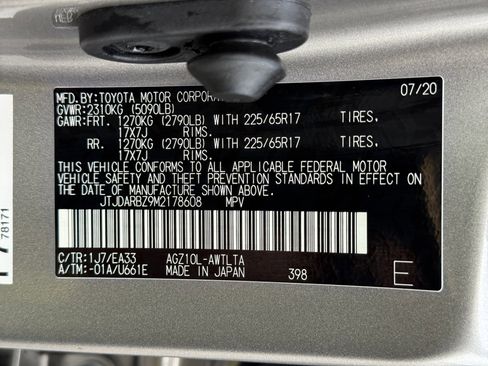 MFD.BY:TOYOTA MOTOR 07/20
GVWR:2310KG (5090LB)
GAWR:FRT. 1270KG (2790LB) WITH 225/65R17 TIRES.
17X7J RIMS.
RR. 1270KG (2790LB) WITH 225/65R17 TIRES.
17X7J RIMS.
THIS VEHICLE CONFORMS TO ALL APPLICABLE FEDERAL MOTOR
VEHICLE SAFETY AND THEFT PREVENTION STANDARDS IN EFFECT ON
THE DATE OF MANUFACTURE SHOWN ABOVE.
JTJDARBZ9M2178608 MPV
C/TR:1J7/EA33 AGZ10L-AWTLTA
A/TM:-01A/U661E MADE IN JAPAN 398 E
78171